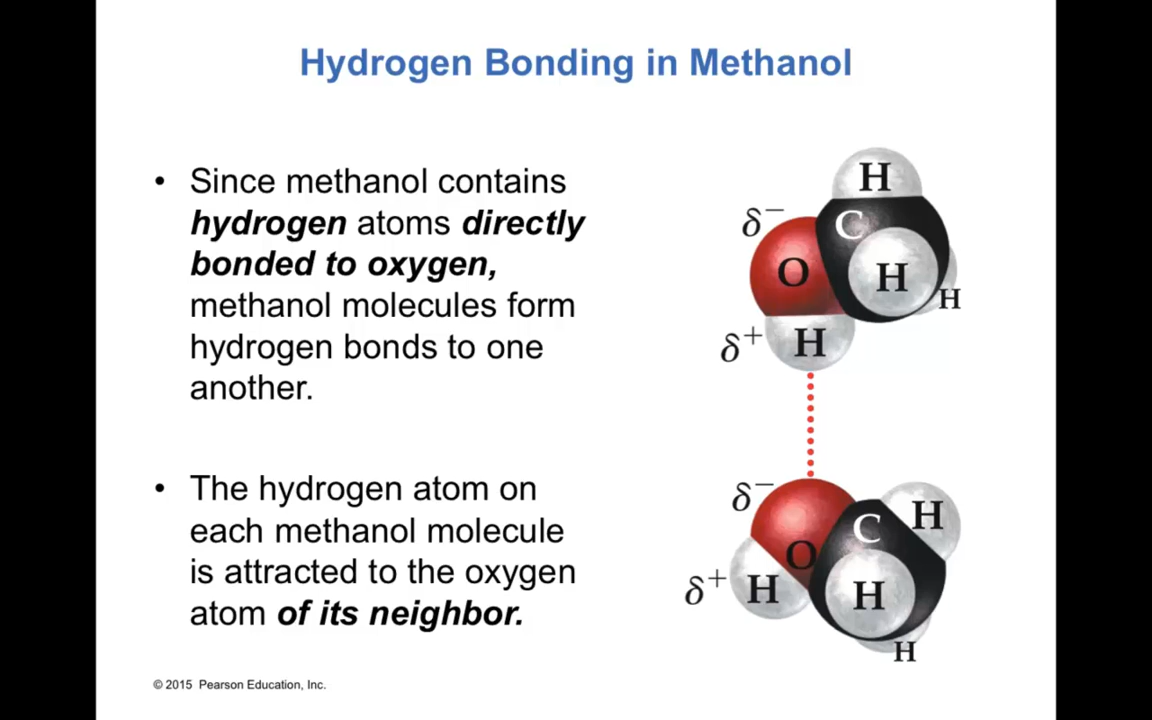 Hydrogen Bonding in Methanol
• Since methanol contains
hydrogen atoms directly
bonded to oxygen,
methanol molecules form
hydrogen bonds to one
another.
• The hydrogen atom on
each methanol molecule
is attracted to the oxygen
atom of its neighbor.
H
δ− C
O H
H
δ+ H
δ− C H
O
δ+ H H
H
© 2015 Pearson Education, Inc.